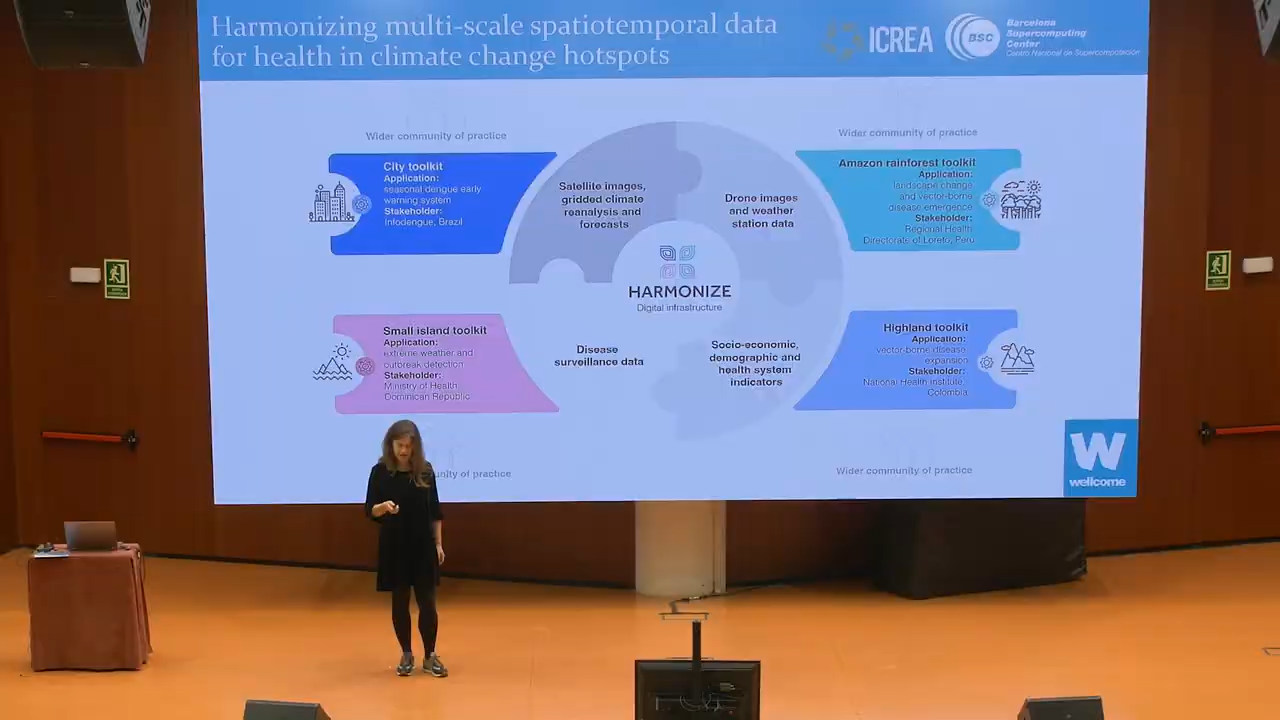 Harmonizing multi-scale spatiotemporal data
for health in climate change hotspots
ICREA
BSC
Barcelona
Supercomputing
Center
Centro Nacional de Supercomputación
Wider community of practice
City toolkit
Application:
seasonal dengue early
warning system
Stakeholder:
Infodengue, Brazil
Satellite images,
gridded climate
reanalysis and
forecasts
Drone images
and weather
station data
Wider community of practice
Amazon rainforest toolkit
Application:
landscape change
and vector-borne
disease emergence
Stakeholder:
Regional Health
Directorate of Loreto, Peru
HARMONIZE
Digital infrastructure
Small island toolkit
Application:
extreme weather and
outbreak detection
Stakeholder:
Ministry of Health,
Dominican Republic
Disease
surveillance data
Socio-economic,
demographic and
health system
indicators
Highland toolkit
Application:
vector-borne disease
expansion
Stakeholder:
National Health Institute,
Colombia
of practice
Wider community of practice
W
wellcome